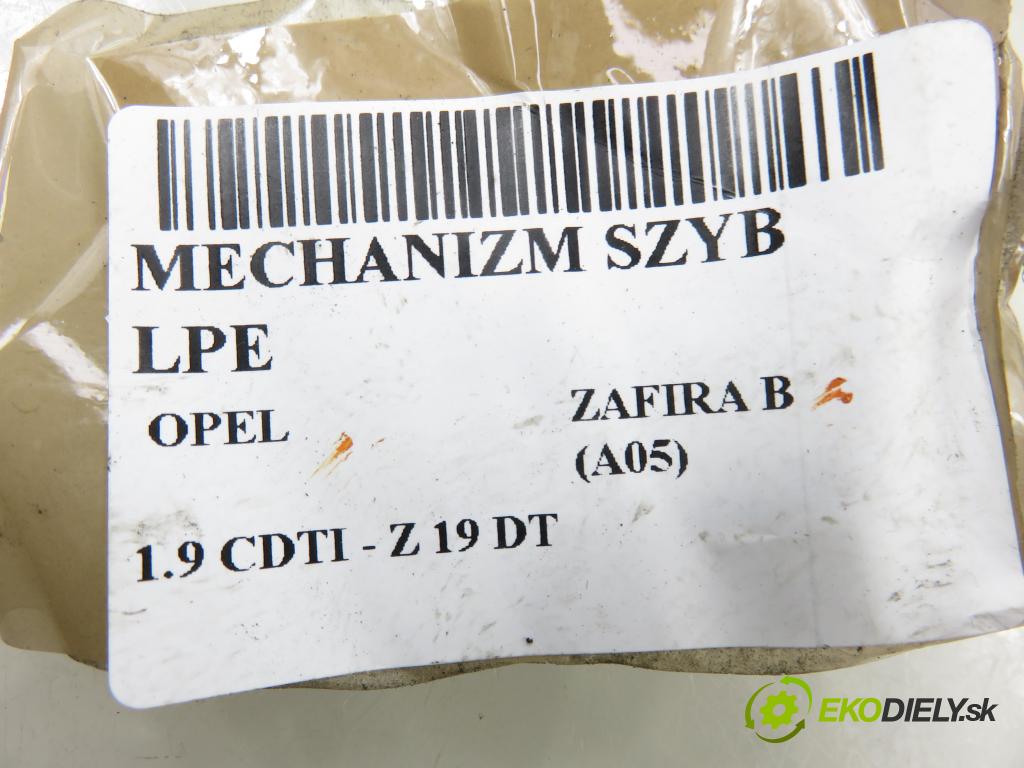 MECHANIZM SZYB
LPE
OPEL
ZAFIRA B
(A05)
1.9 CDTI - Z 19 DT
EKODIELY.sk